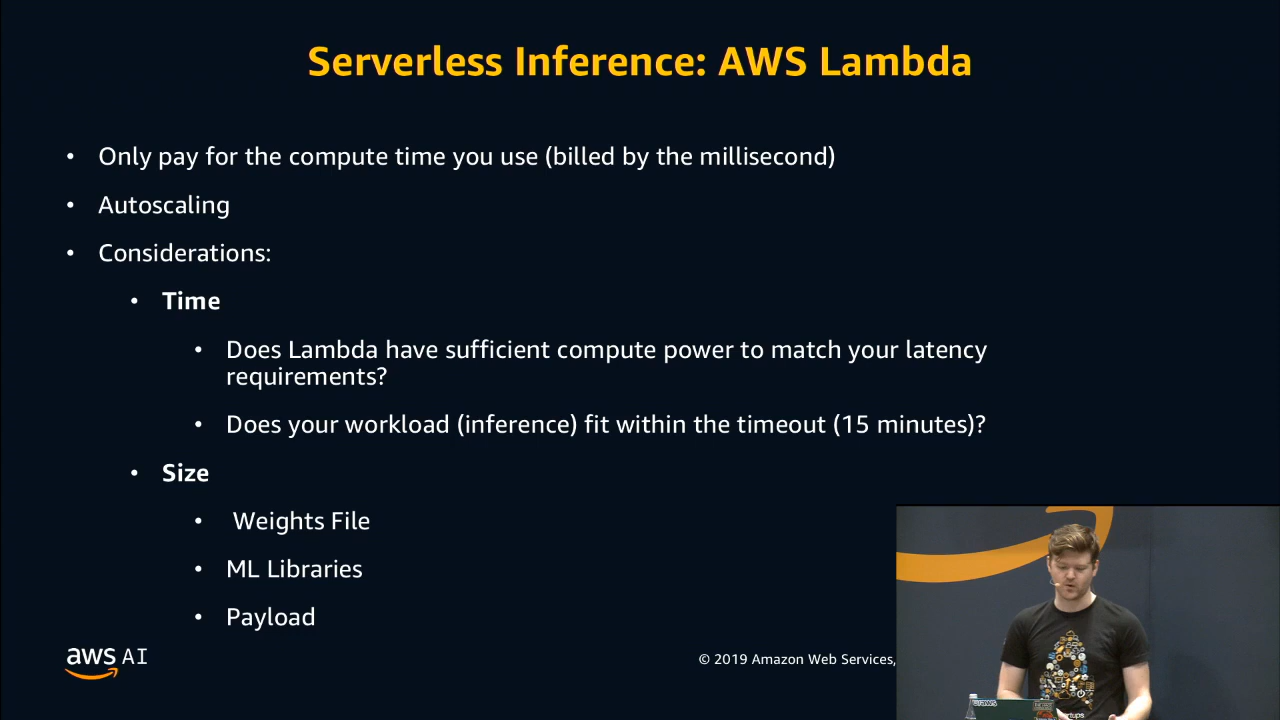 Serverless Inference: AWS Lambda
• Only pay for the compute time you use (billed by the millisecond)
• Autoscaling
• Considerations:
• Time
• Does Lambda have sufficient compute power to match your latency
requirements?
• Does your workload (inference) fit within the timeout (15 minutes)?
• Size
• Weights File
• ML Libraries
• Payload
aws AI
© 2019 Amazon Web Services,